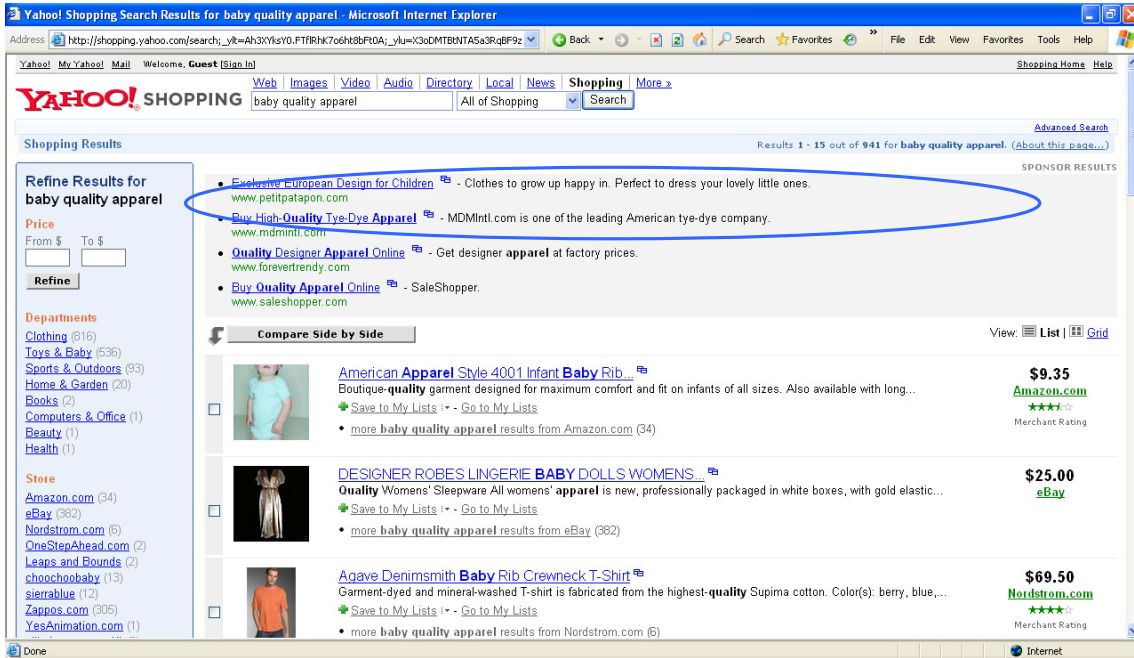 Yahoo! Shopping Search Results for baby quality apparel - Microsoft Internet Explorer
Address http://shopping.yahoo.com/search;_ylt=Ah3XYksY0.FTflRhK7o6ht8bFt0A;_ylu=X3oDMTBtNTA5a3RqBF9z Back Search Favorites » File Edit View Favorites Tools Help
Yahoo! My Yahoo! Mail Welcome, Guest [Sign In] Shopping Home Help
Web | Images | Video | Audio | Directory | Local | News | Shopping | More »
YAHOO! SHOPPING baby quality apparel All of Shopping Search
Advanced Search
Shopping Results Results 1 - 15 out of 941 for baby quality apparel. (About this page...)
SPONSOR RESULTS
Refine Results for
baby quality apparel
Price
From $ To $
Refine
Departments
Clothing (816)
Toys & Baby (536)
Sports & Outdoors (93)
Home & Garden (20)
Books (2)
Computers & Office (1)
Beauty (1)
Health (1)
Store
Amazon.com (34)
eBay (382)
Nordstrom.com (6)
OneStepAhead.com (2)
Leaps and Bounds (2)
choochoobaby (13)
sierrablue (12)
Zappos.com (305)
YesAnimation.com (1)
• Exclusive European Design for Children - Clothes to grow up happy in. Perfect to dress your lovely little ones.
www.petitpatapon.com
• Buy High-Quality Tye-Dye Apparel - MDMIntl.com is one of the leading American tye-dye company.
www.mdmintl.com
• Quality Designer Apparel Online - Get designer apparel at factory prices.
www.forevertrendy.com
• Buy Quality Apparel Online - SaleShopper.
www.saleshopper.com
Compare Side by Side View: List | Grid
American Apparel Style 4001 Infant Baby Rib... $9.35
Boutique-quality garment designed for maximum comfort and fit on infants of all sizes. Also available with long... Amazon.com
Save to My Lists - Go to My Lists
Merchant Rating
• more baby quality apparel results from Amazon.com (34)
DESIGNER ROBES LINGERIE BABY DOLLS WOMENS... $25.00
Quality Womens' Sleepware All womens' apparel is new, professionally packaged in white boxes, with gold elastic... eBay
Save to My Lists - Go to My Lists
• more baby quality apparel results from eBay (382)
Agave Denimsmith Baby Rib Crewneck T-Shirt $69.50
Garment-dyed and mineral-washed T-shirt is fabricated from the highest-quality Supima cotton. Color(s): berry, blue,... Nordstrom.com
Save to My Lists - Go to My Lists
Merchant Rating
• more baby quality apparel results from Nordstrom.com (6)
Done Internet